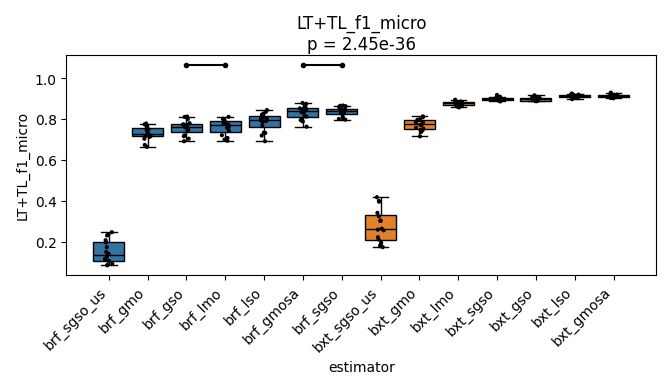 LT+TL_f1_micro
p = 2.45e-36
LT+TL_f1_micro
1.0
0.8
0.6
0.4
0.2
brf_sgso_us
brf_gmo
brf_gso
brf_lmo
brf_lso
brf_gmosa
brf_sgso
bxt_sgso_us
bxt_gmo
bxt_lmo
bxt_sgso
bxt_gso
bxt_lso
bxt_gmosa
estimator